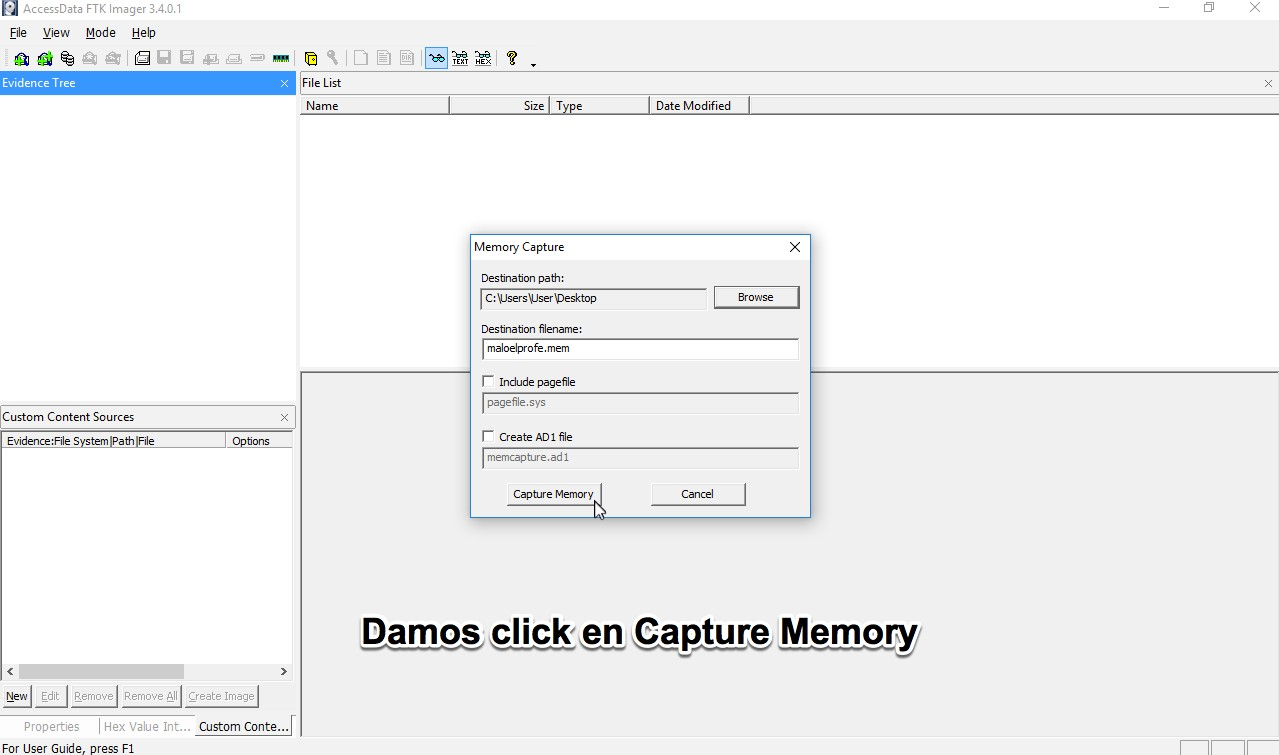 AccessData FTK Imager 3.4.0.1
File View Mode Help
TEXT HEX
Evidence Tree
File List
Name Size Type Date Modified
Memory Capture
Destination path:
C:\Users\User\Desktop
Browse
Destination filename:
maloelprofe.mem
Include pagefile
pagefile.sys
Create AD1 file
memcapture.ad1
Capture Memory Cancel
Custom Content Sources
Evidence:File System|Path|File Options
Damos click en Capture Memory
New Edit Remove Remove All Create Image
Properties Hex Value Int... Custom Conte...
For User Guide, press F1